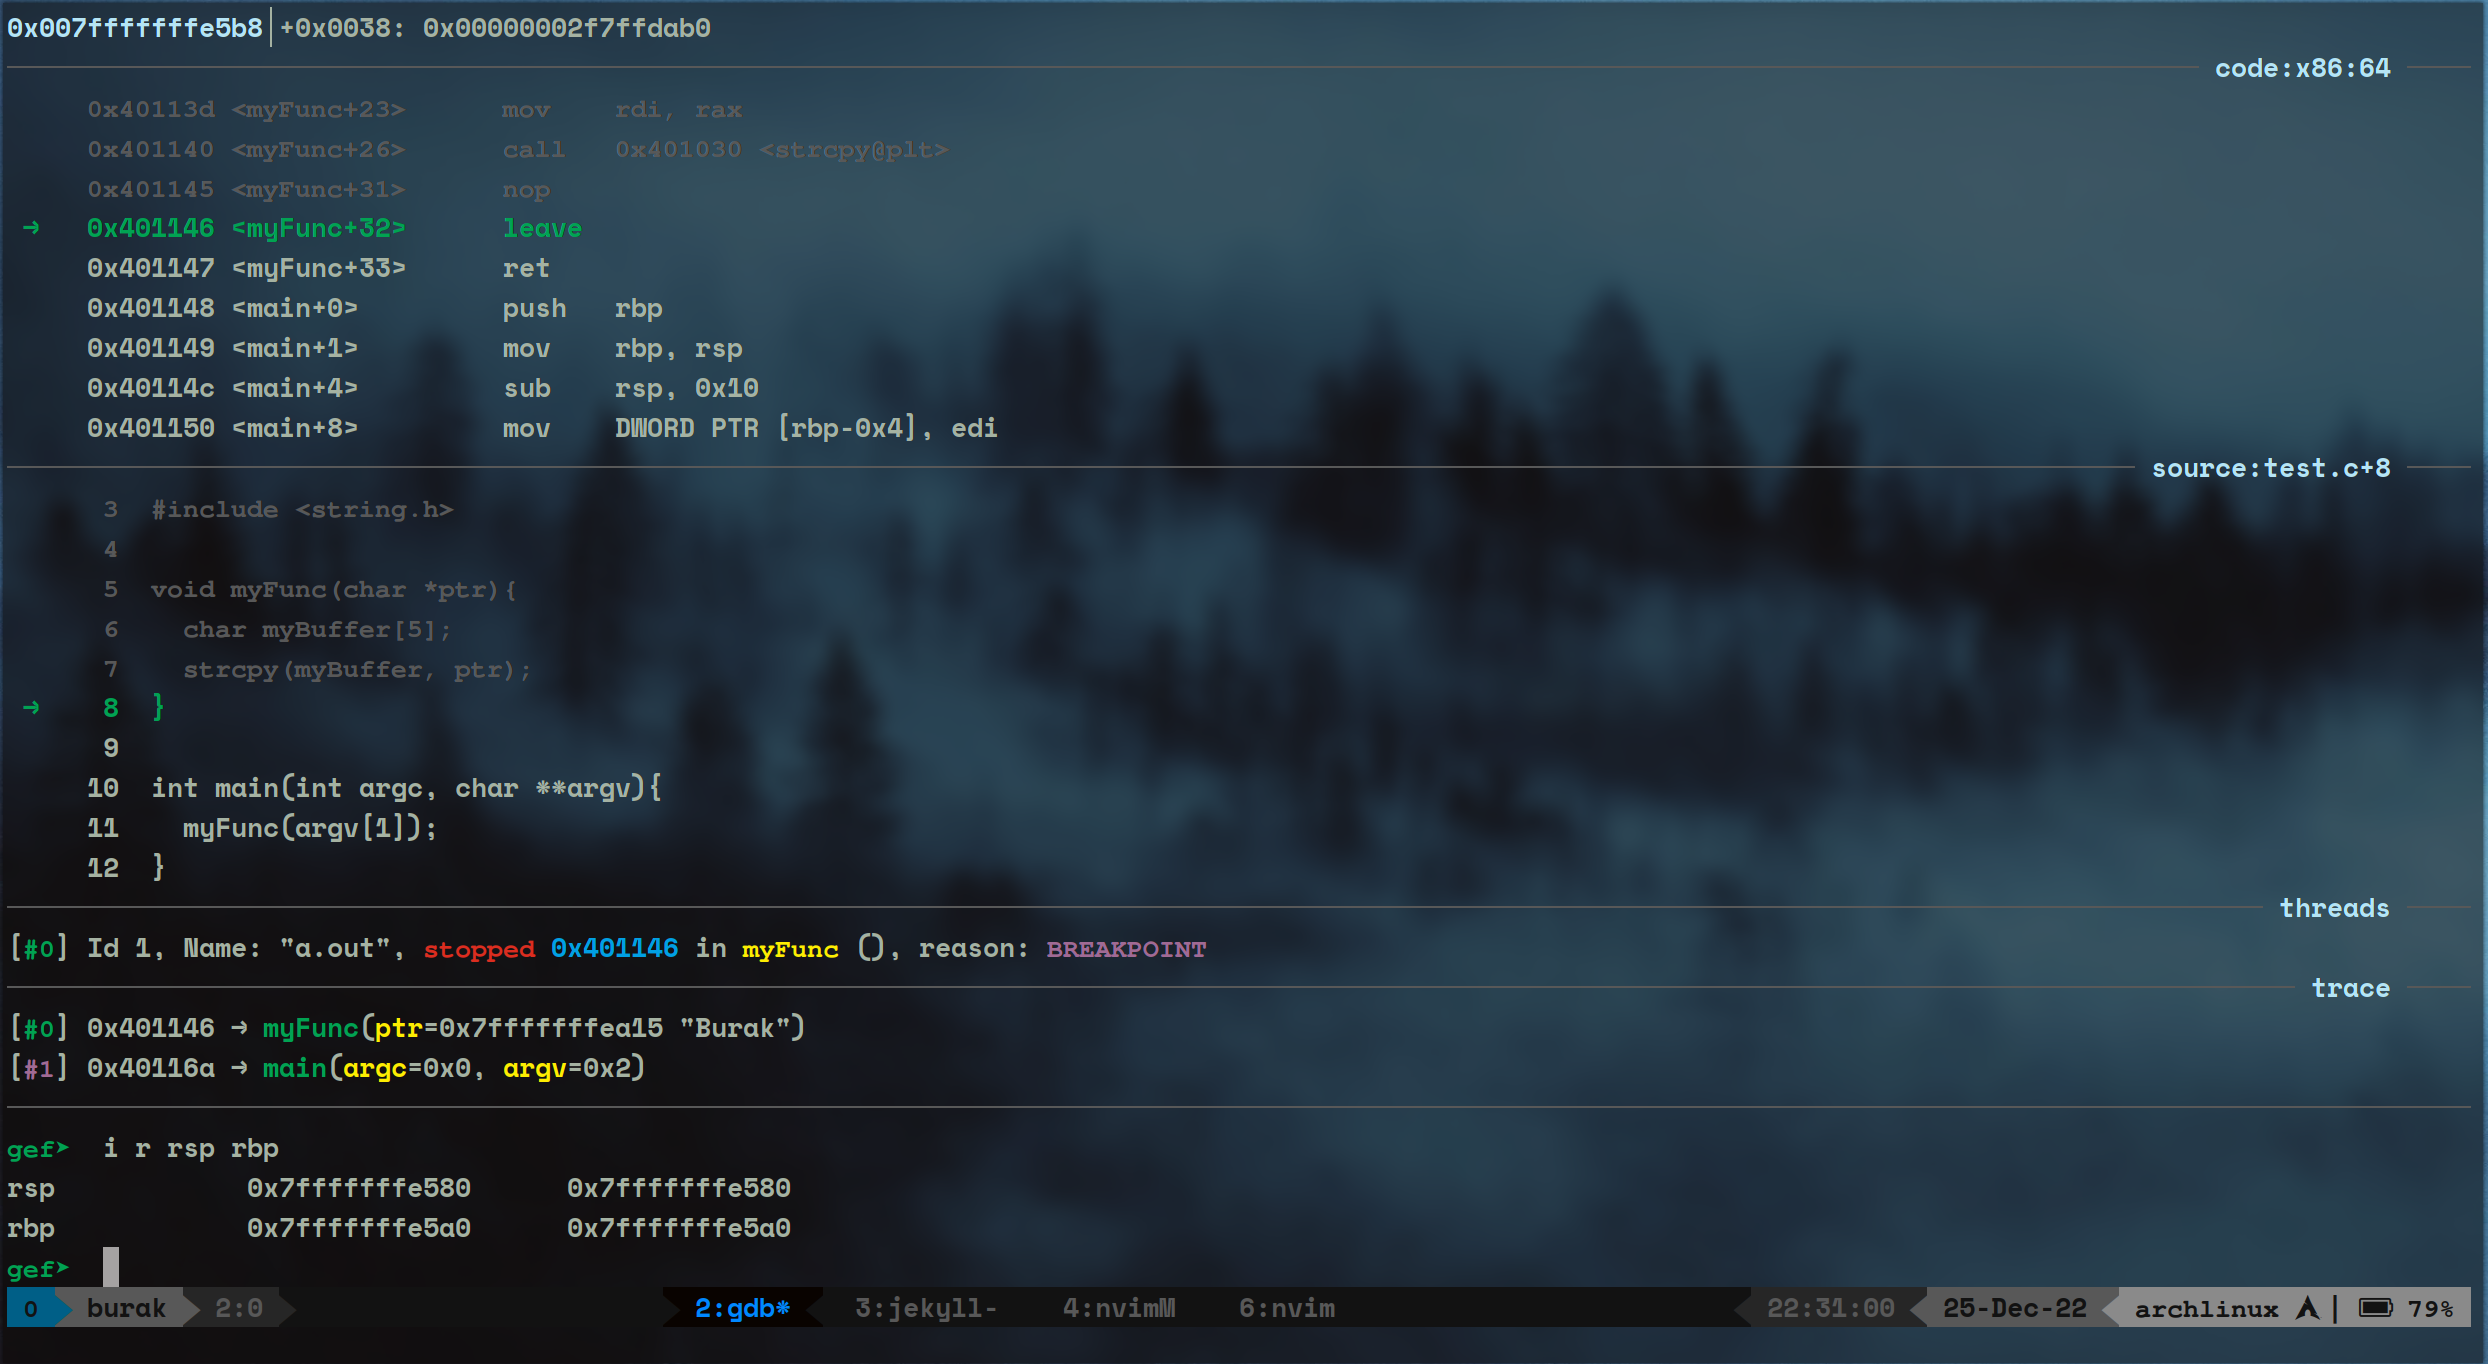 0x007fffffffe5b8│+0x0038: 0x00000002f7ffdab0
code:x86:64
0x40113d <myFunc+23> mov rdi, rax
0x401140 <myFunc+26> call 0x401030 <strcpy@plt>
0x401145 <myFunc+31> nop
→ 0x401146 <myFunc+32> leave
0x401147 <myFunc+33> ret
0x401148 <main+0> push rbp
0x401149 <main+1> mov rbp, rsp
0x40114c <main+4> sub rsp, 0x10
0x401150 <main+8> mov DWORD PTR [rbp-0x4], edi
source:test.c+8
3 #include <string.h>
4
5 void myFunc(char *ptr){
6 char myBuffer[5];
7 strcpy(myBuffer, ptr);
→ 8 }
9
10 int main(int argc, char **argv){
11 myFunc(argv[1]);
12 }
threads
[#0] Id 1, Name: "a.out", stopped 0x401146 in myFunc (), reason: BREAKPOINT
trace
[#0] 0x401146 → myFunc(ptr=0x7fffffffea15 "Burak")
[#1] 0x40116a → main(argc=0x0, argv=0x2)
gef➤ i r rsp rbp
rsp 0x7fffffffe580 0x7fffffffe580
rbp 0x7fffffffe5a0 0x7fffffffe5a0
gef➤
0 burak 2:0 2:gdb* 3:jekyll- 4:nvimM 6:nvim 22:31:00 25-Dec-22 archlinux | 79%